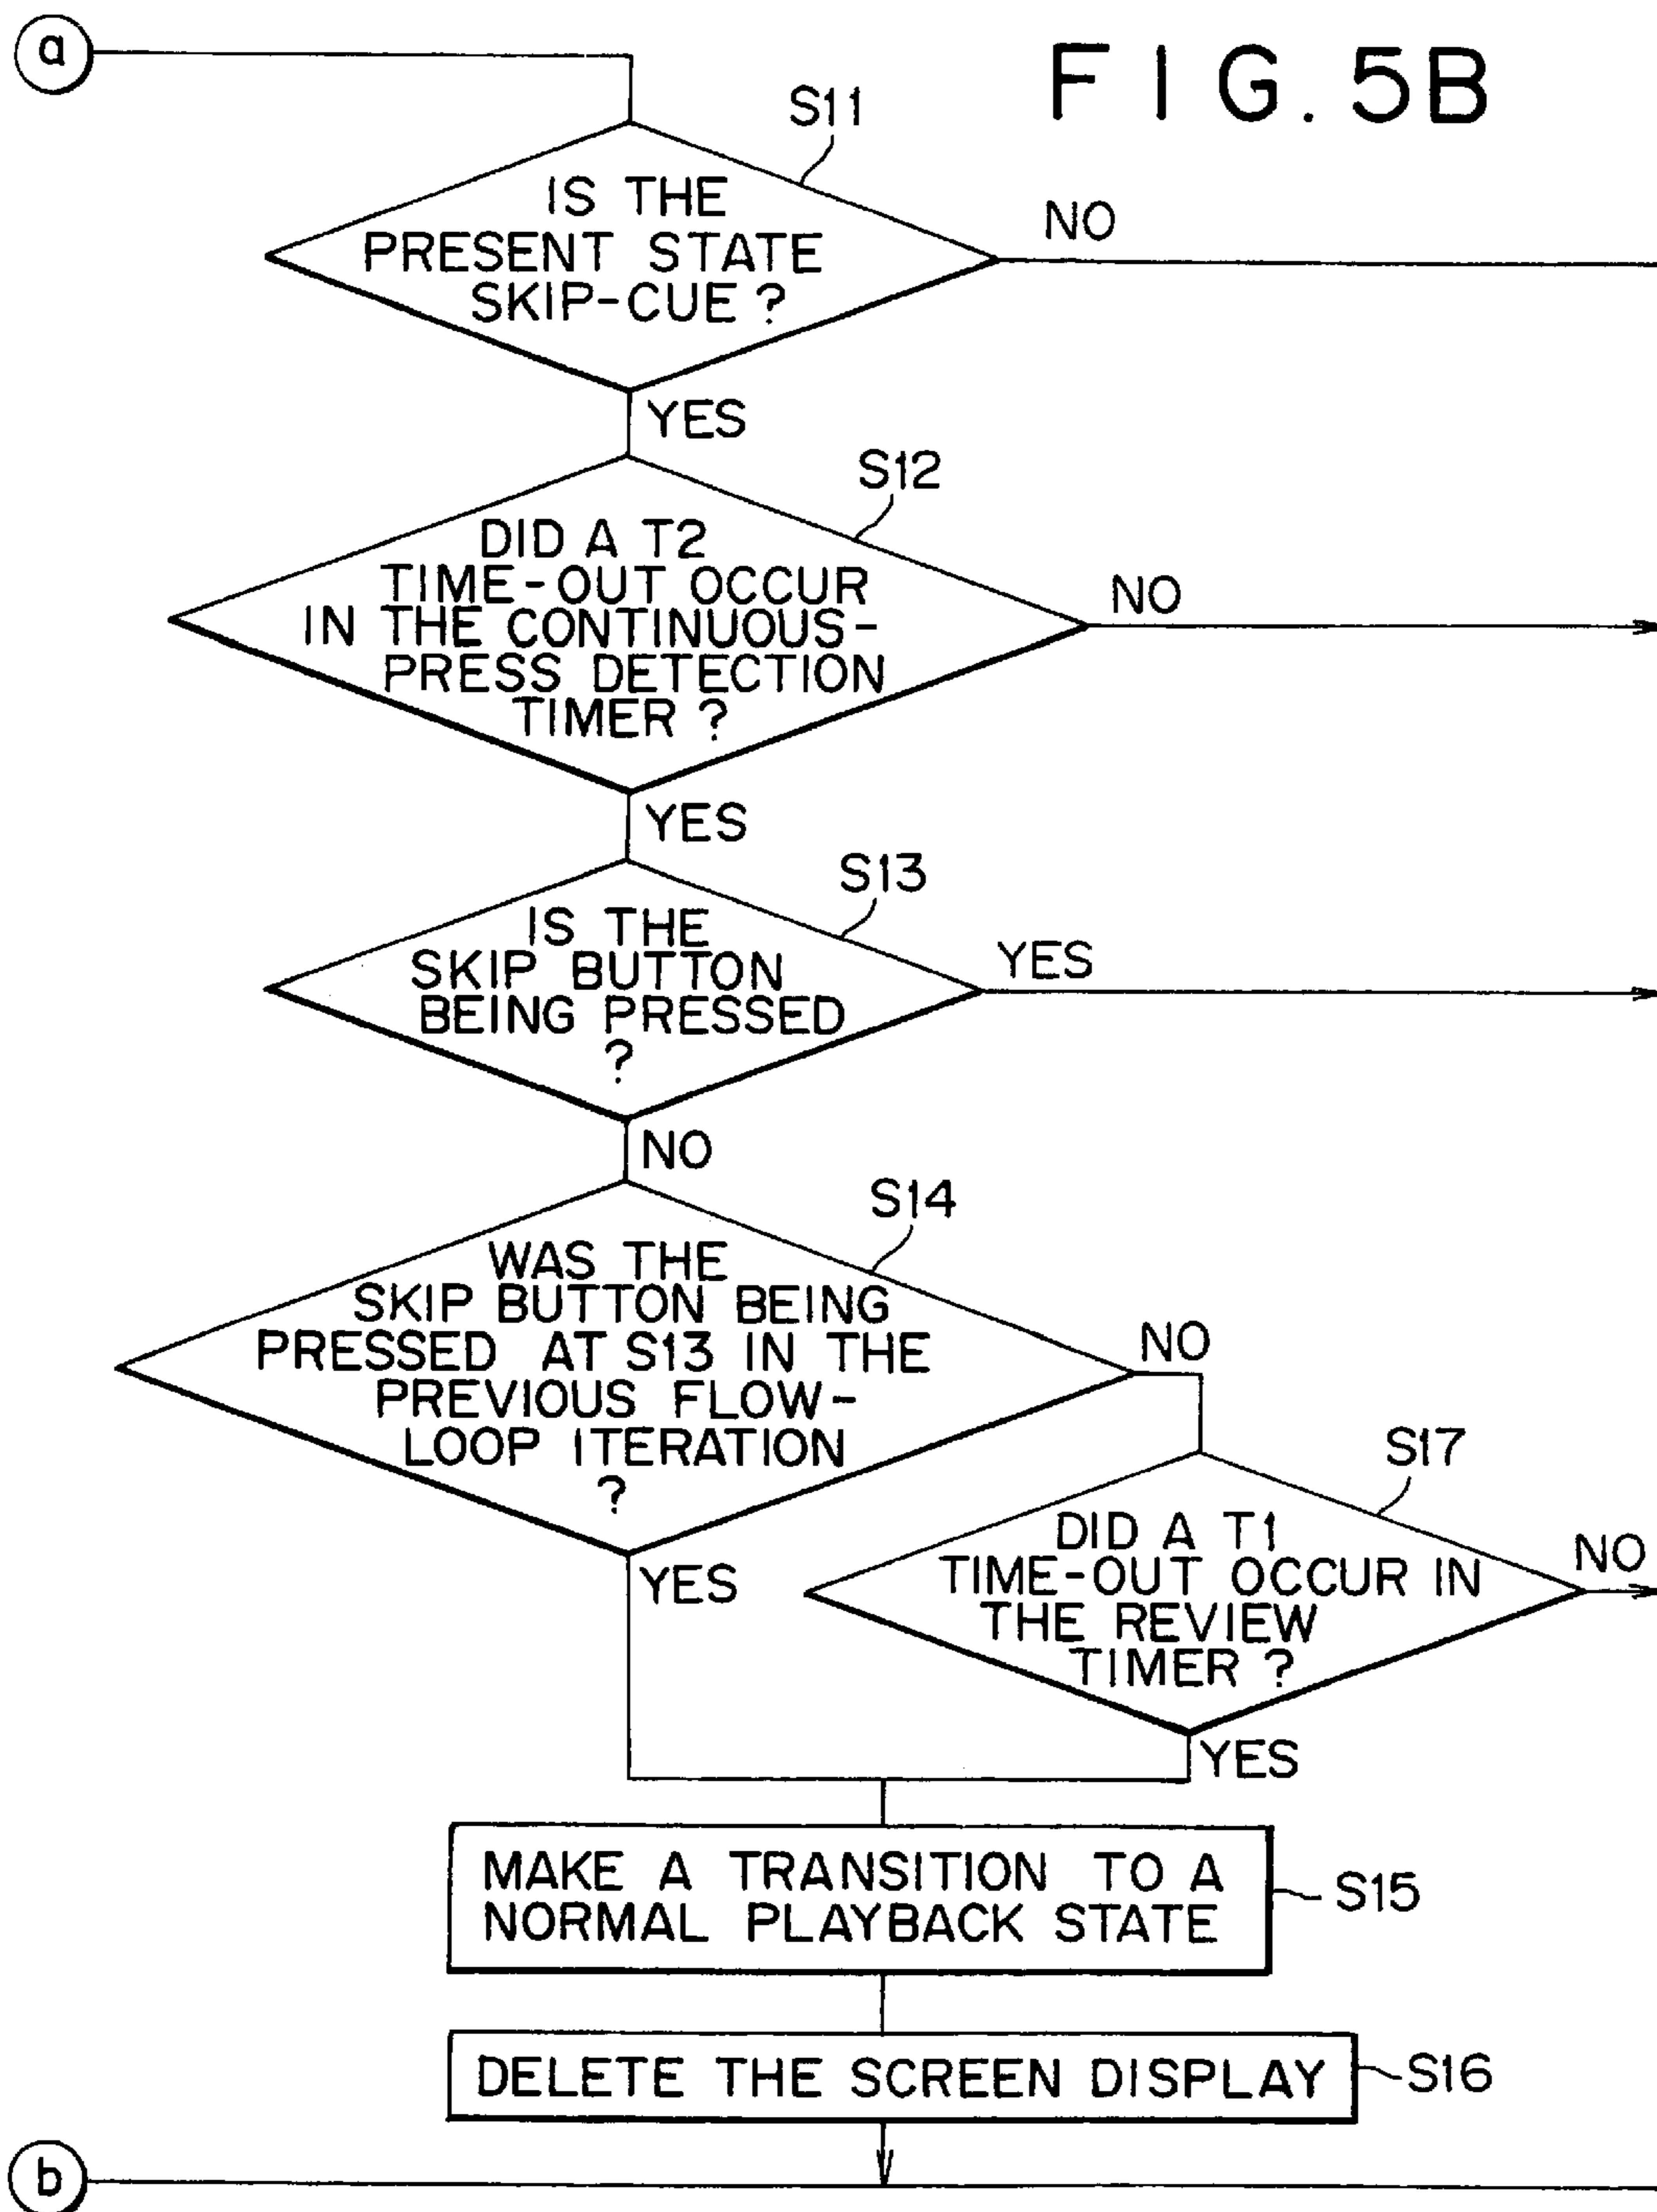 a
FIG. 5B
S11
IS THE
PRESENT STATE
SKIP-CUE ?
NO
YES
S12
DID A T2
TIME-OUT OCCUR
IN THE CONTINUOUS-
PRESS DETECTION
TIMER ?
NO
YES
S13
IS THE
SKIP BUTTON
BEING PRESSED
?
YES
NO
S14
WAS THE
SKIP BUTTON BEING
PRESSED AT S13 IN THE
PREVIOUS FLOW-
LOOP ITERATION
?
NO
YES
S17
DID A T1
TIME-OUT OCCUR IN
THE REVIEW
TIMER ?
NO
YES
MAKE A TRANSITION TO A
NORMAL PLAYBACK STATE
S15
DELETE THE SCREEN DISPLAY
S16
b